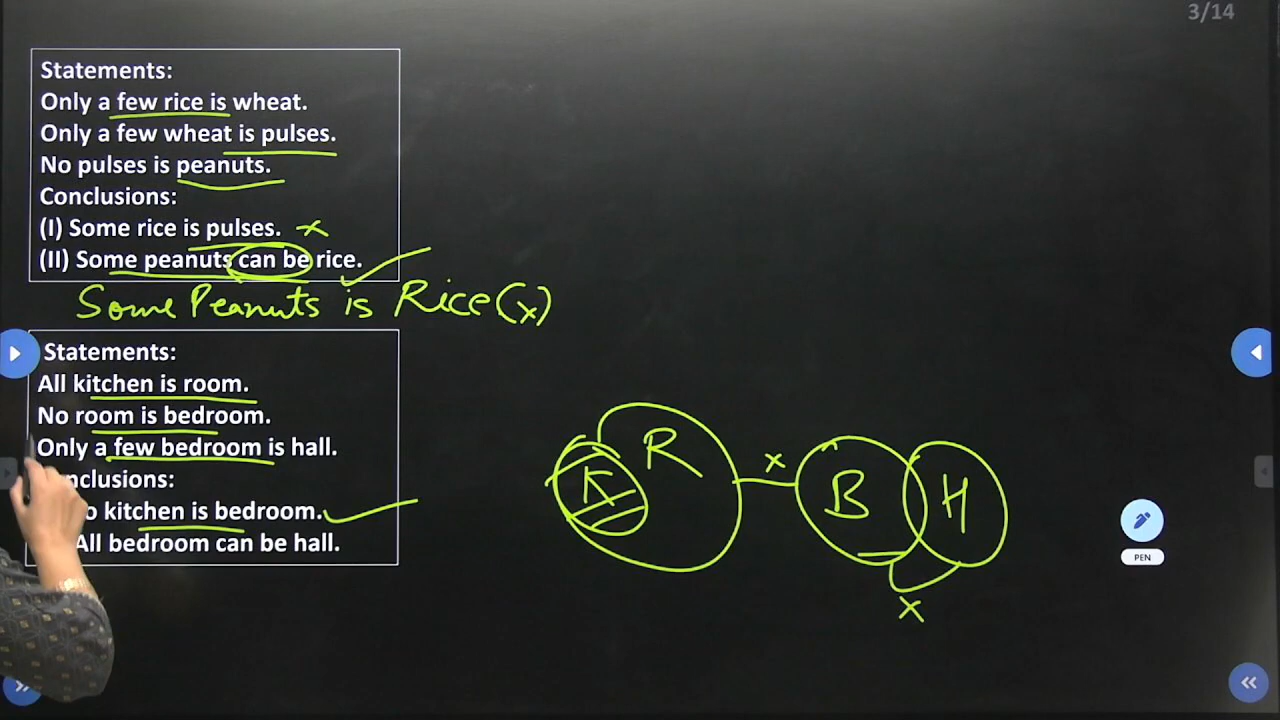 3/14
Statements:
Only a few rice is wheat.
Only a few wheat is pulses.
No pulses is peanuts.
Conclusions:
(I) Some rice is pulses. x
(II) Some peanuts can be rice.
Some Peanuts is Rice (x)
Statements:
All kitchen is room.
No room is bedroom.
Only a few bedroom is hall.
kitchen is bedroom.
All bedroom can be hall.
K R x B H
x
PEN